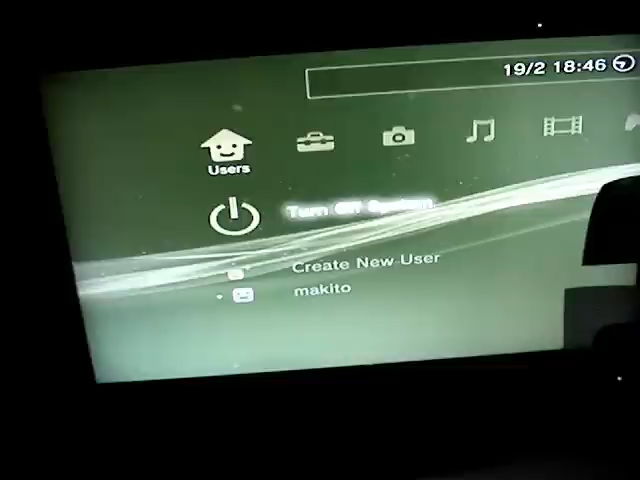 19/2 18:46
Users
Turn Off System
Create New User
makito